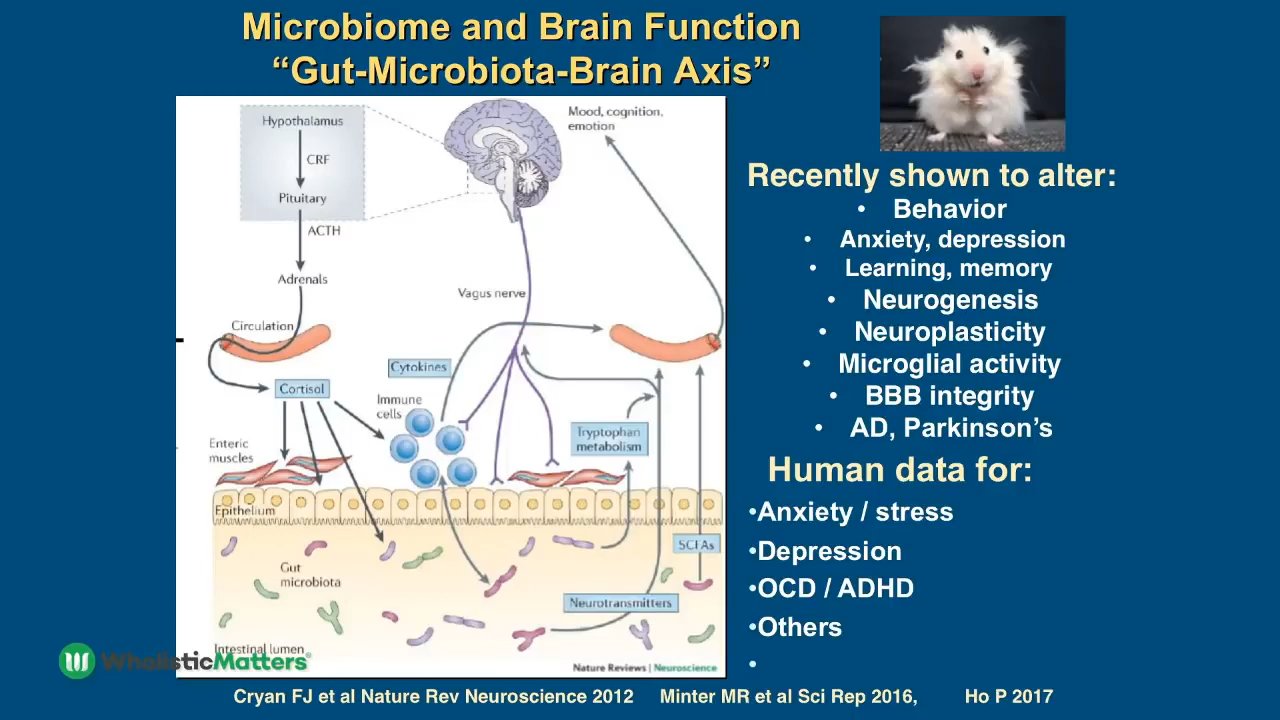 Microbiome and Brain Function
“Gut-Microbiota-Brain Axis”
Hypothalamus
CRF
Pituitary
ACTH
Adrenals
Circulation
Cortisol
Enteric
muscles
Epithelium
Gut
microbiota
Intestinal lumen
Mood, cognition,
emotion
Vagus nerve
Cytokines
Immune
cells
Tryptophan
metabolism
SCFAs
Neurotransmitters
Nature Reviews | Neuroscience
WholisticMatters®
Recently shown to alter:
• Behavior
• Anxiety, depression
• Learning, memory
• Neurogenesis
• Neuroplasticity
• Microglial activity
• BBB integrity
• AD, Parkinson’s
Human data for:
•Anxiety / stress
•Depression
•OCD / ADHD
•Others
•
Cryan FJ et al Nature Rev Neuroscience 2012 Minter MR et al Sci Rep 2016, Ho P 2017